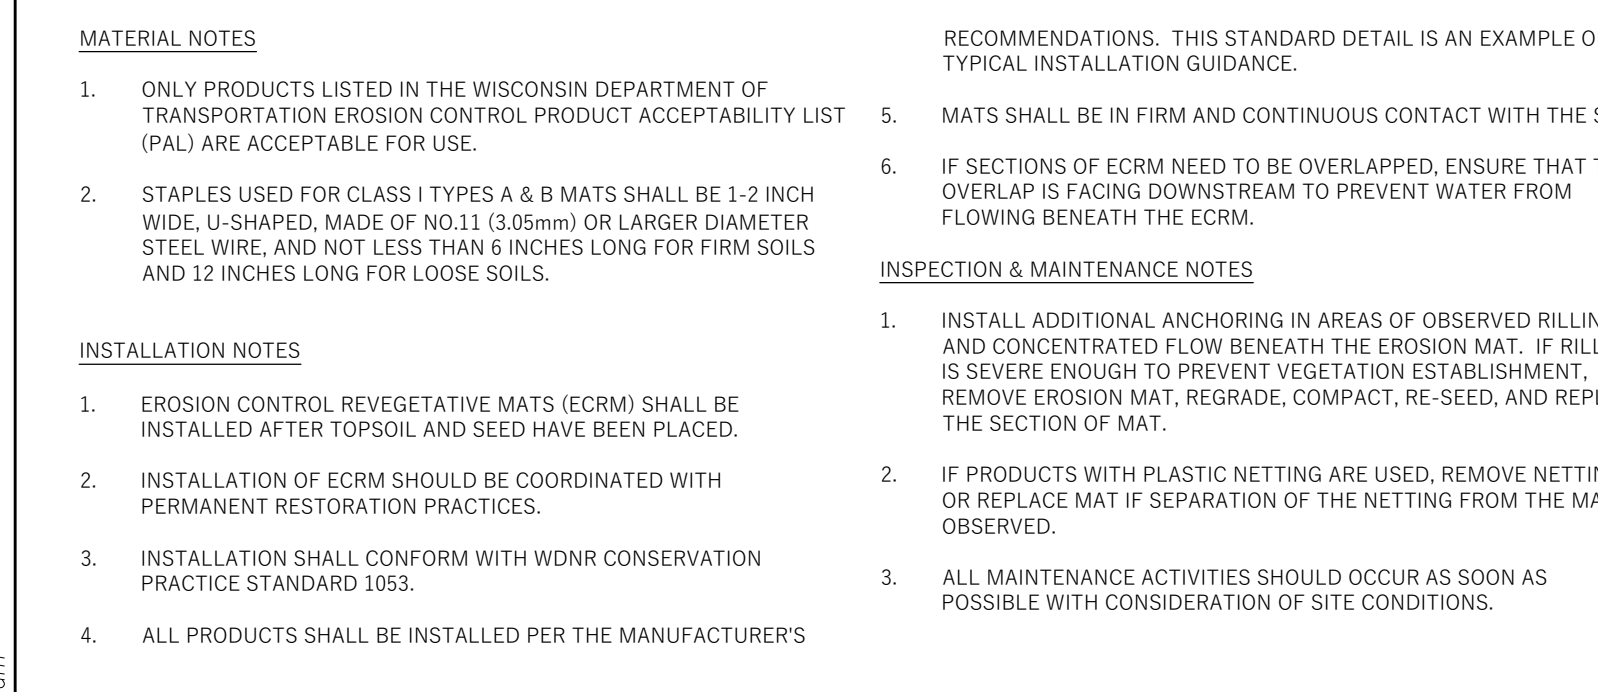 MATERIAL NOTES
1. ONLY PRODUCTS LISTED IN THE WISCONSIN DEPARTMENT OF
TRANSPORTATION EROSION CONTROL PRODUCT ACCEPTABILITY LIST
(PAL) ARE ACCEPTABLE FOR USE.
2. STAPLES USED FOR CLASS I TYPES A & B MATS SHALL BE 1-2 INCH
WIDE, U-SHAPED, MADE OF NO.11 (3.05mm) OR LARGER DIAMETER
STEEL WIRE, AND NOT LESS THAN 6 INCHES LONG FOR FIRM SOILS
AND 12 INCHES LONG FOR LOOSE SOILS.
INSTALLATION NOTES
1. EROSION CONTROL REVEGETATIVE MATS (ECRM) SHALL BE
INSTALLED AFTER TOPSOIL AND SEED HAVE BEEN PLACED.
2. INSTALLATION OF ECRM SHOULD BE COORDINATED WITH
PERMANENT RESTORATION PRACTICES.
3. INSTALLATION SHALL CONFORM WITH WDNR CONSERVATION
PRACTICE STANDARD 1053.
4. ALL PRODUCTS SHALL BE INSTALLED PER THE MANUFACTURER'S
RECOMMENDATIONS. THIS STANDARD DETAIL IS AN EXAMPLE
TYPICAL INSTALLATION GUIDANCE.
5. MATS SHALL BE IN FIRM AND CONTINUOUS CONTACT WITH THE
6. IF SECTIONS OF ECRM NEED TO BE OVERLAPPED, ENSURE THAT
OVERLAP IS FACING DOWNSTREAM TO PREVENT WATER FROM
FLOWING BENEATH THE ECRM.
INSPECTION & MAINTENANCE NOTES
1. INSTALL ADDITIONAL ANCHORING IN AREAS OF OBSERVED
AND CONCENTRATED FLOW BENEATH THE EROSION MAT. IF
IS SEVERE ENOUGH TO PREVENT VEGETATION ESTABLISHMENT,
REMOVE EROSION MAT, REGRADE, COMPACT, RE-SEED, AND
THE SECTION OF MAT.
2. IF PRODUCTS WITH PLASTIC NETTING ARE USED, REMOVE
OR REPLACE MAT IF SEPARATION OF THE NETTING FROM THE
OBSERVED.
3. ALL MAINTENANCE ACTIVITIES SHOULD OCCUR AS SOON AS
POSSIBLE WITH CONSIDERATION OF SITE CONDITIONS.